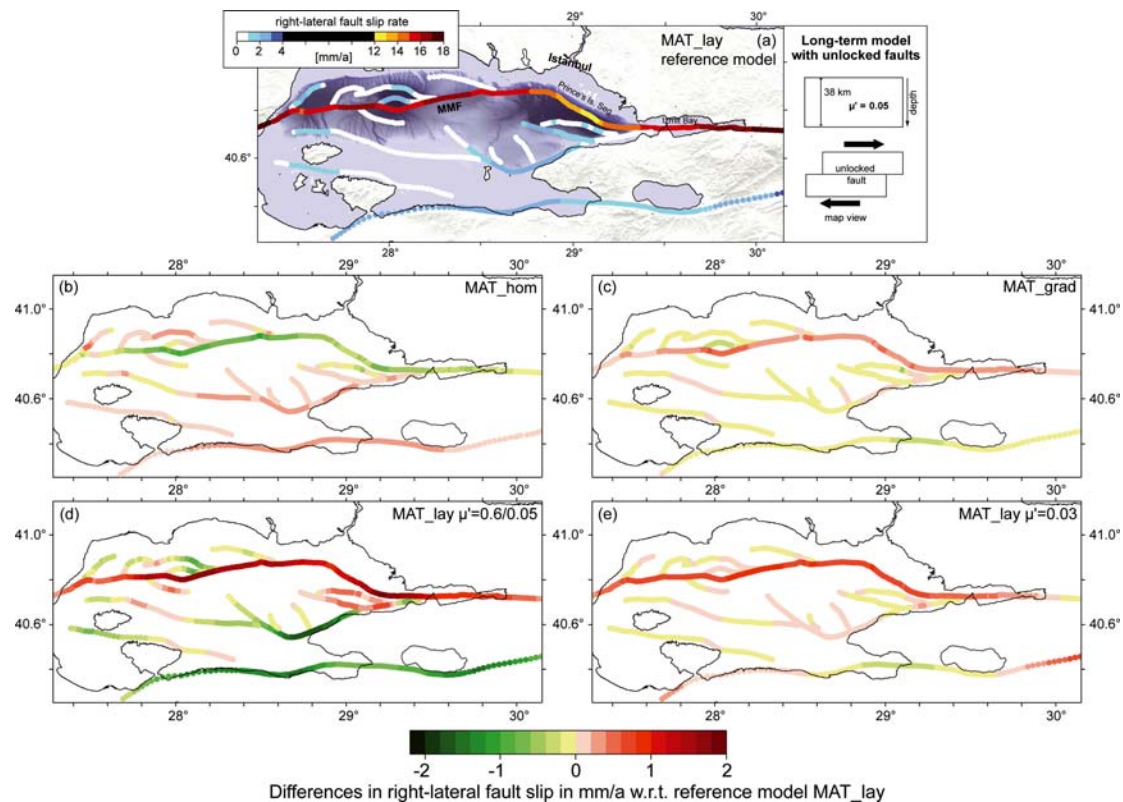 28° 29° 30°
right-lateral fault slip rate
0 2 4 12 14 16 18
[mm/a]
MAT_lay (a)
reference model
Istanbul
Prince's Is. Seg.
MMF
Izmit Bay
40.6°
28° 29° 30°
Long-term model
with unlocked faults
38 km
µ' = 0.05
depth
unlocked
fault
map view
28° 29° 30°
(b) MAT_hom
41.0°
40.6°
28° 29° 30°
(c) MAT_grad
41.0°
40.6°
28° 29° 30°
(d) MAT_lay µ'=0.6/0.05
41.0°
40.6°
28° 29° 30°
(e) MAT_lay µ'=0.03
41.0°
40.6°
28° 29° 30°
-2 -1 0 1 2
Differences in right-lateral fault slip in mm/a w.r.t. reference model MAT_lay